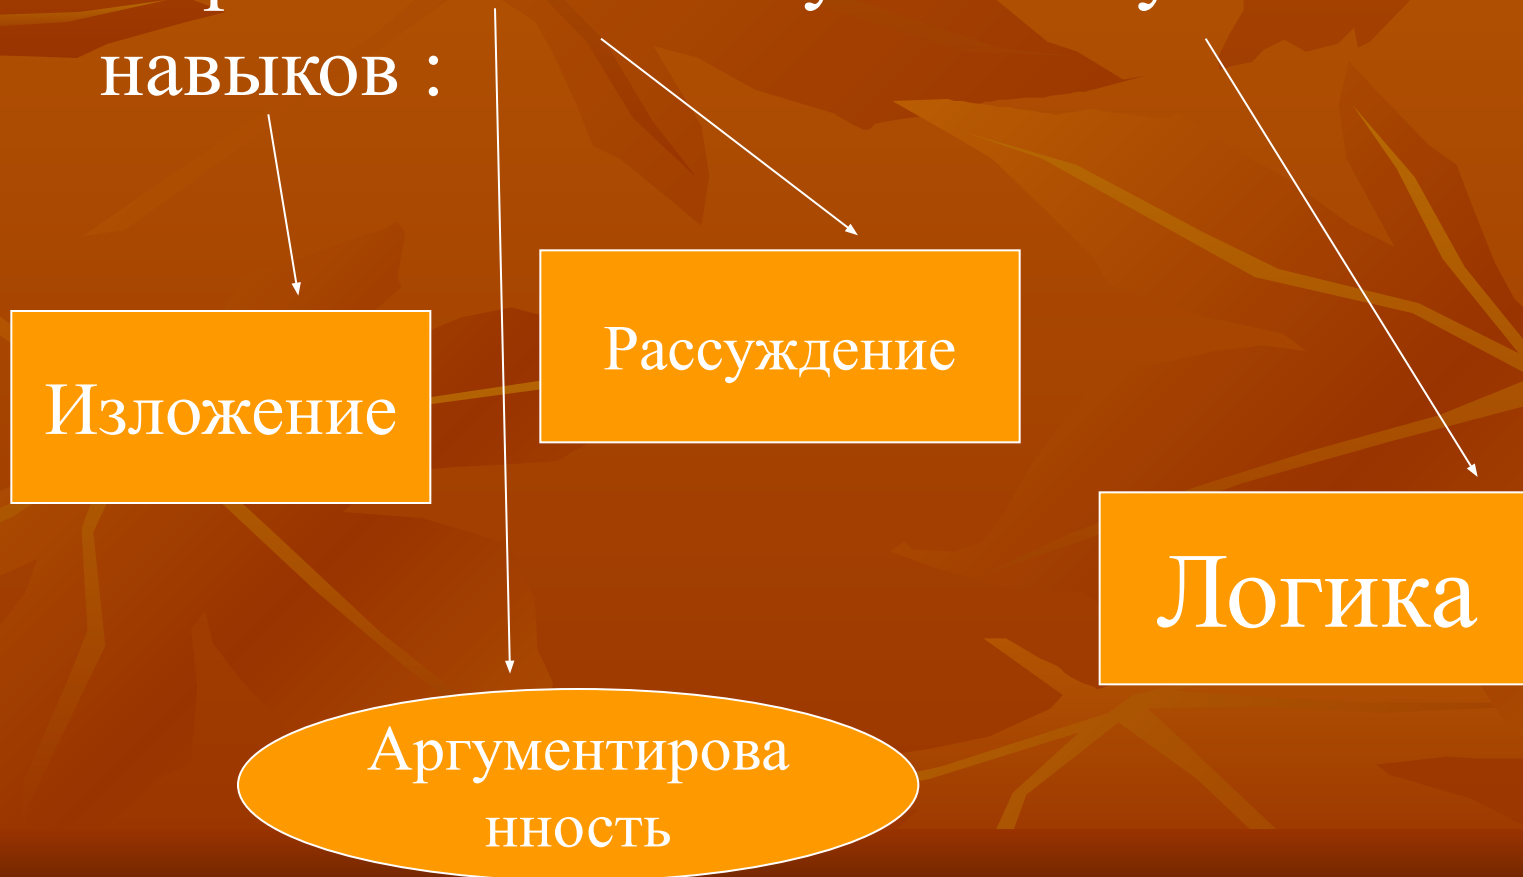 навыков :
Рассуждение
Изложение
Логика
Аргументирова
нность